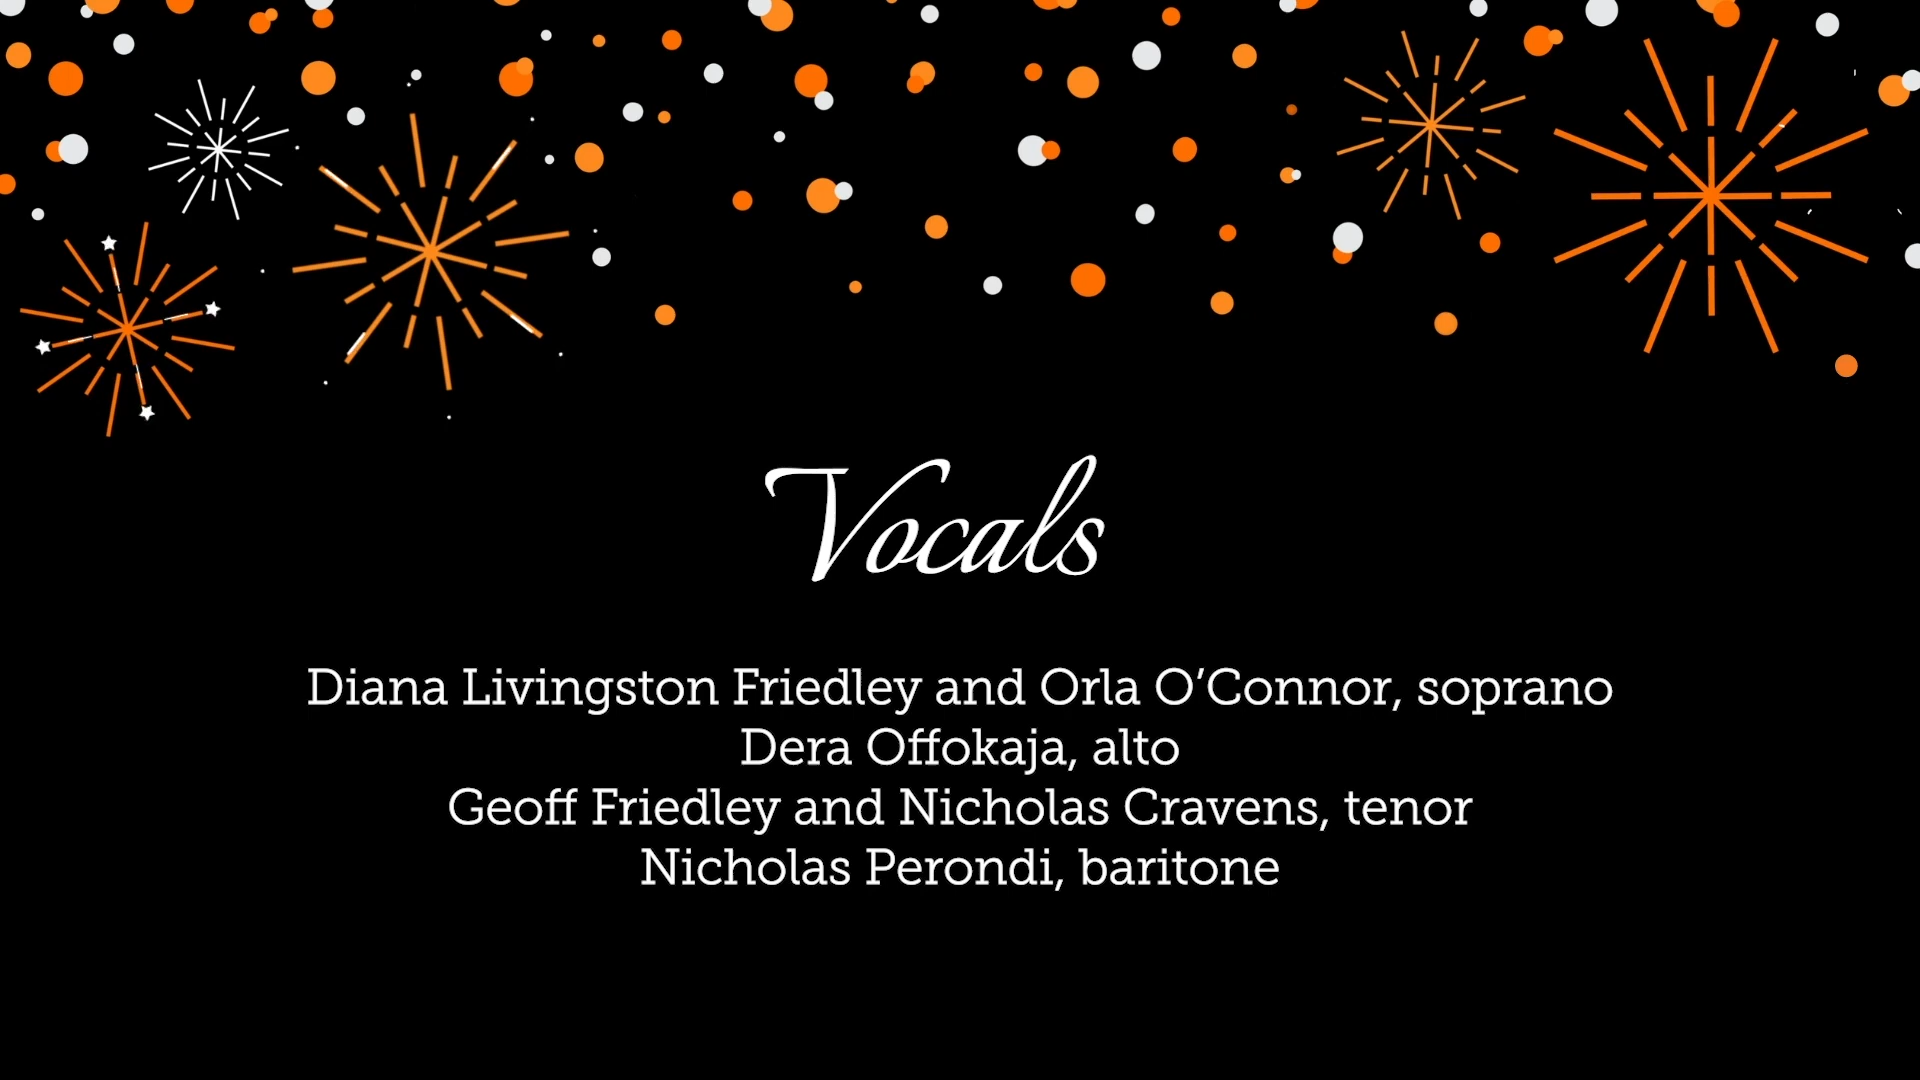 Vocals
Diana Livingston Friedley and Orla O’Connor, soprano
Dera Offokaja, alto
Geoff Friedley and Nicholas Cravens, tenor
Nicholas Perondi, baritone